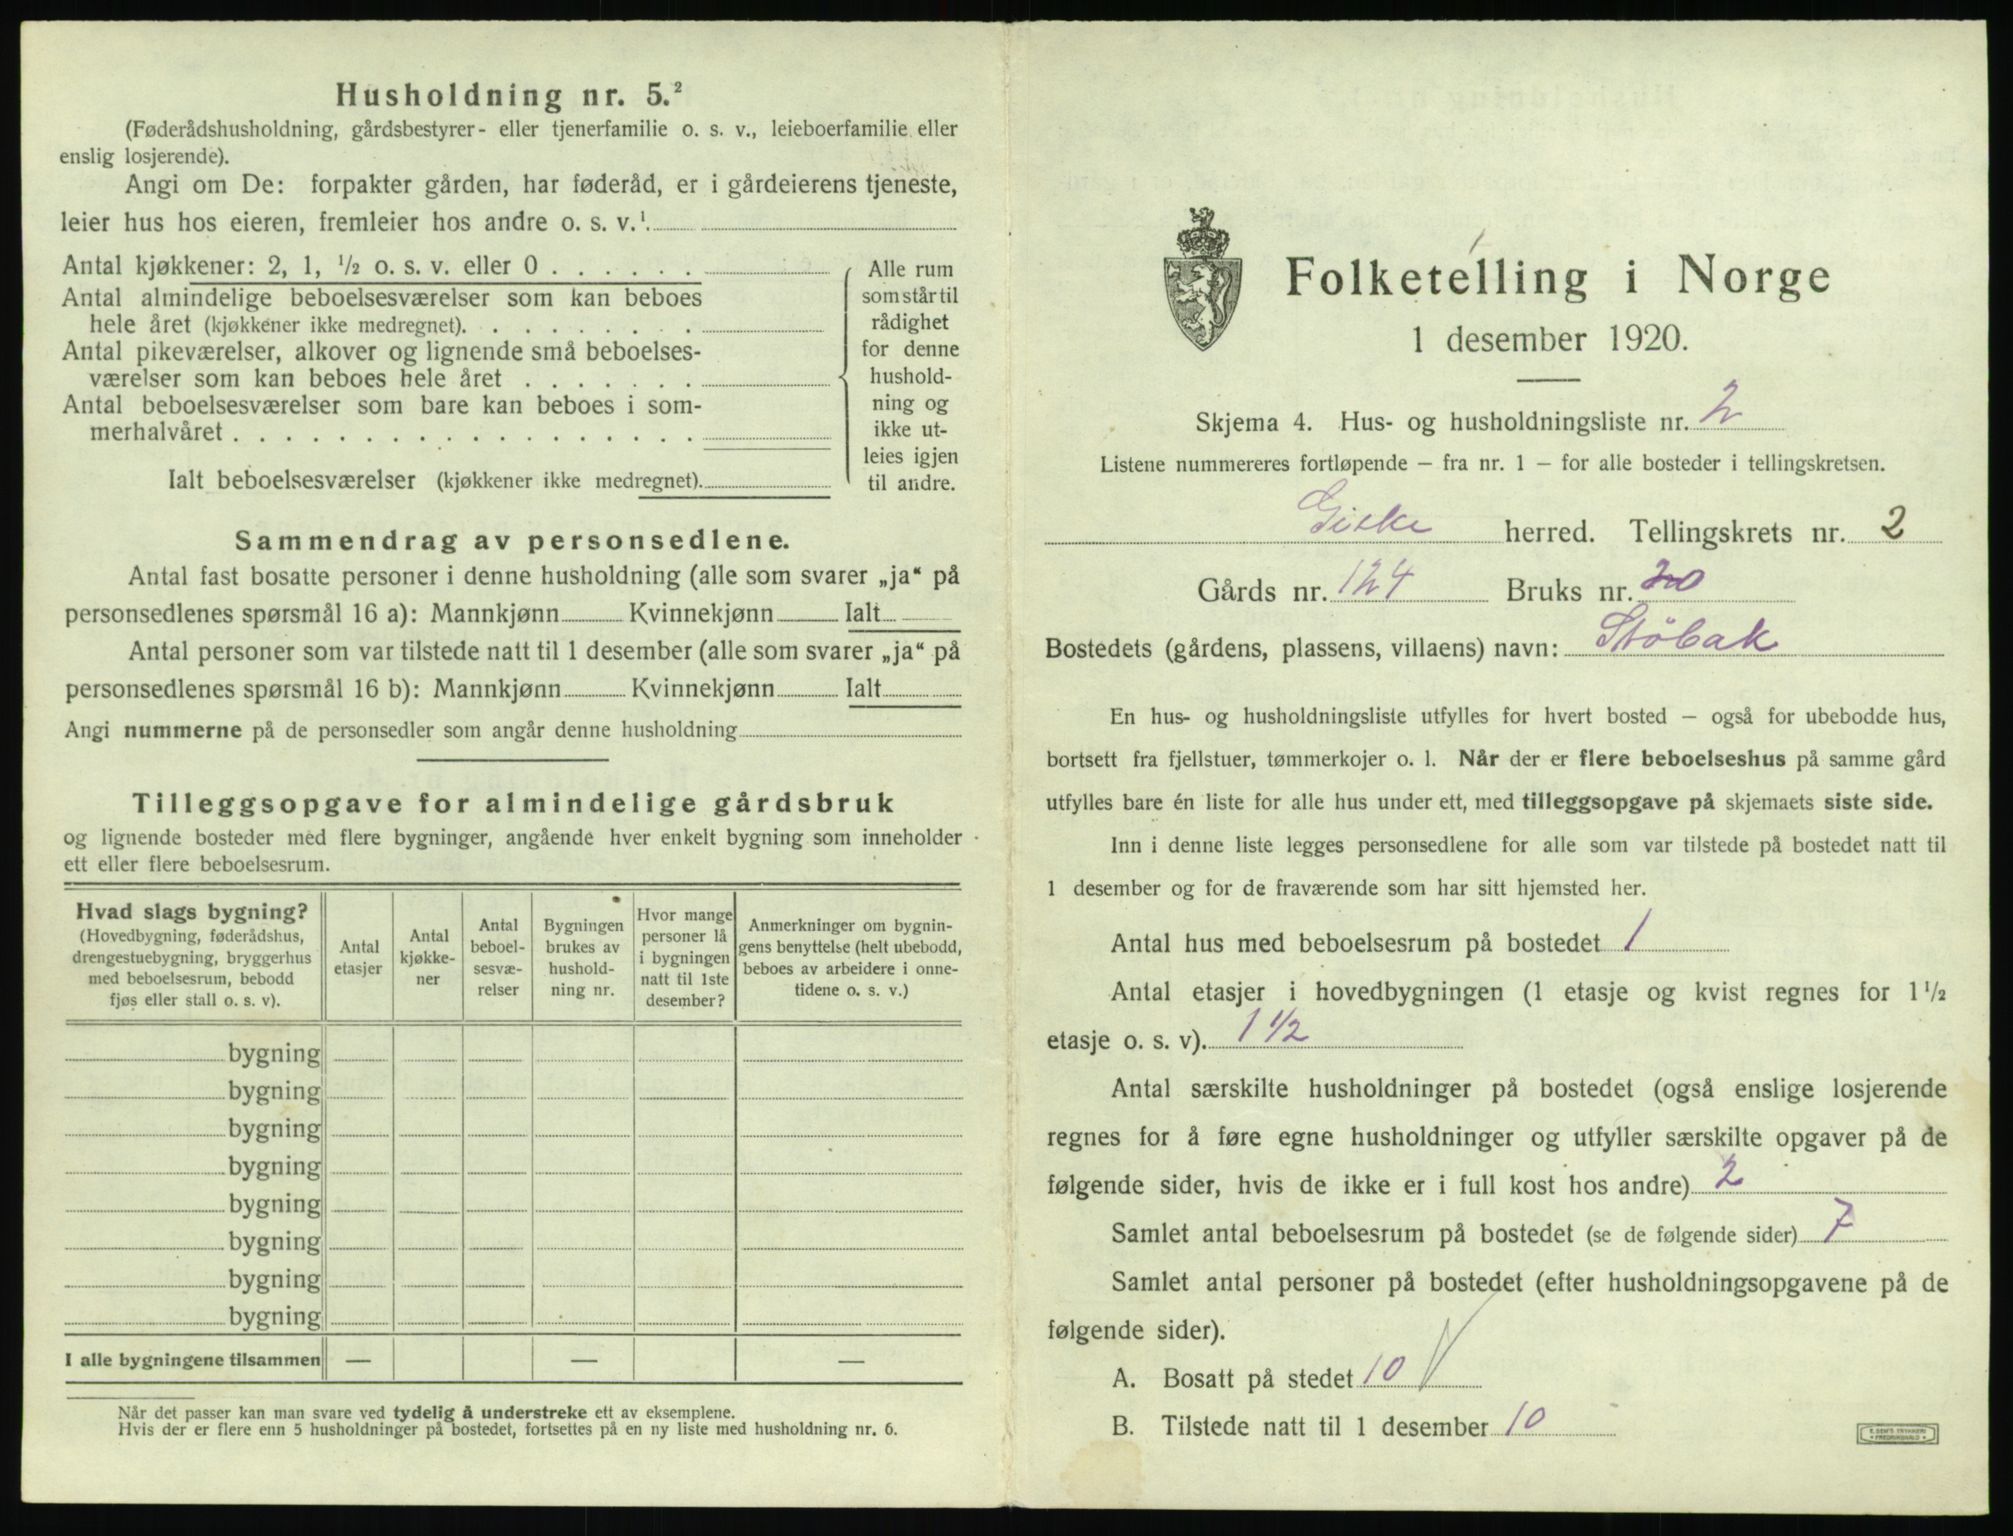 Husholdning nr. 5.²
(Føderådshusholdning, gårdsbestyrer- eller tjenerfamilie o. s. v., leieboerfamilie eller
enslig losjerende).
Angi om De: forpakter gården, har føderåd, er i gårdeierens tjeneste,
leier hus hos eieren, fremleier hos andre o. s. v.¹
Antal kjøkkener: 2, 1, ½ o. s. v. eller 0 . . . . . .
Antal almindelige beboelsesværelser som kan beboes
hele året (kjøkkener ikke medregnet). . . . . . . . .
Antal pikeværelser, alkover og lignende små beboelses-
værelser som kan beboes hele året . . . . . . .
Antal beboelsesværelser som bare kan beboes i som-
merhalvåret . . . . . . . . . . . . . . . . . .
Ialt beboelsesværelser (kjøkkener ikke medregnet).
Alle rum
som står til
rådighet
for denne
hushold-
ning og
ikke ut-
leies igjen
til andre.
Sammendrag av personsedlene.
Antal fast bosatte personer i denne husholdning (alle som svarer „ja“ på
personsedlenes spørsmål 16 a): Mannkjønn Kvinnekjønn Ialt
Antal personer som var tilstede natt til 1 desember (alle som svarer „ja“ på
personsedlenes spørsmål 16 b): Mannkjønn Kvinnekjønn Ialt
Angi nummerne på de personsedler som angår denne husholdning
Tilleggsopgave for almindelige gårdsbruk
og lignende bosteder med flere bygninger, angående hver enkelt bygning som inneholder
ett eller flere beboelsesrum.
Hvad slags bygning?
(Hovedbygning, føderådshus,
drengestuebygning, bryggerhus
med beboelsesrum, bebodd
fjøs eller stall o. s. v).
Antal
etasjer
Antal
kjøkke-
ner
Antal
beboel-
sesvæ-
relser
Bygningen
brukes av
hushold-
ning nr.
Hvor mange
personer lå
i bygningen
natt til 1ste
desember?
Anmerkninger om bygnin-
gens benyttelse (helt ubebodd,
beboes av arbeidere i onne-
tidene o. s. v.)
bygning
bygning
bygning
bygning
bygning
bygning
bygning
bygning
I alle bygningene tilsammen — — —
Når det passer kan man svare ved tydelig å understreke ett av eksemplene.
Hvis der er flere enn 5 husholdninger på bostedet, fortsettes på en ny liste med husholdning nr. 6.
Folketelling i Norge
1 desember 1920.
Skjema 4. Hus- og husholdningsliste nr. 2
Listene nummereres fortløpende – fra nr. 1 – for alle bosteder i tellingskretsen.
Giske herred. Tellingskrets nr. 2
Gårds nr. 124 Bruks nr. 20
Bostedets (gårdens, plassens, villaens) navn: Støbak
En hus- og husholdningsliste utfylles for hvert bosted – også for ubebodde hus,
bortsett fra fjellstuer, tømmerkojer o. l. Når der er flere beboelseshus på samme gård
utfylles bare én liste for alle hus under ett, med tilleggsopgave på skjemaets siste side.
Inn i denne liste legges personsedlene for alle som var tilstede på bostedet natt til
1 desember og for de fraværende som har sitt hjemsted her.
Antal hus med beboelsesrum på bostedet 1
Antal etasjer i hovedbygningen (1 etasje og kvist regnes for 1½
etasje o. s. v). 1 1/2
Antal særskilte husholdninger på bostedet (også enslige losjerende
regnes for å føre egne husholdninger og utfyller særskilte opgaver på de
følgende sider, hvis de ikke er i full kost hos andre) 2
Samlet antal beboelsesrum på bostedet (se de følgende sider) 7
Samlet antal personer på bostedet (efter husholdningsopgavene på de
følgende sider).
A. Bosatt på stedet 10
B. Tilstede natt til 1 desember 10